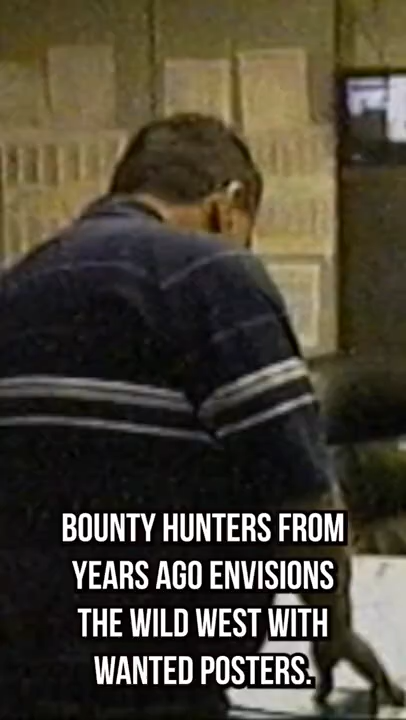 BOUNTY HUNTERS FROM
YEARS AGO ENVISIONS
THE WILD WEST WITH
WANTED POSTERS.